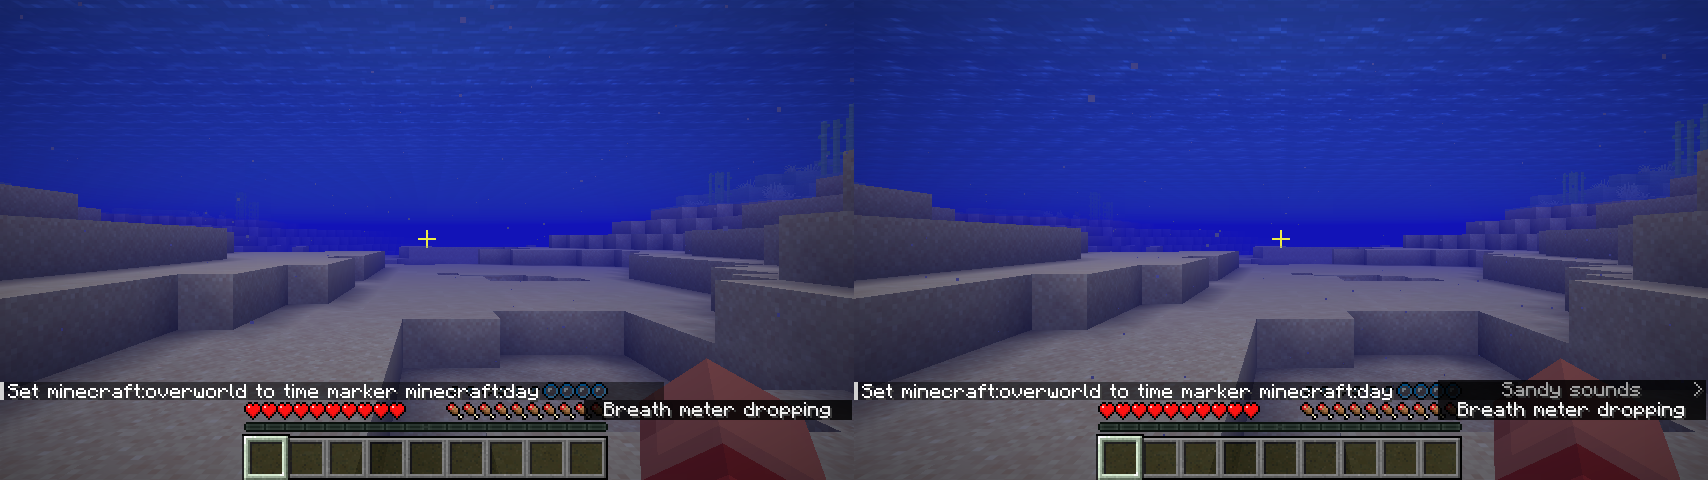 Set minecraft:overworld to time marker minecraft:day
Breath meter dropping
Set minecraft:overworld to time marker minecraft:day
Sandy sounds >
Breath meter dropping